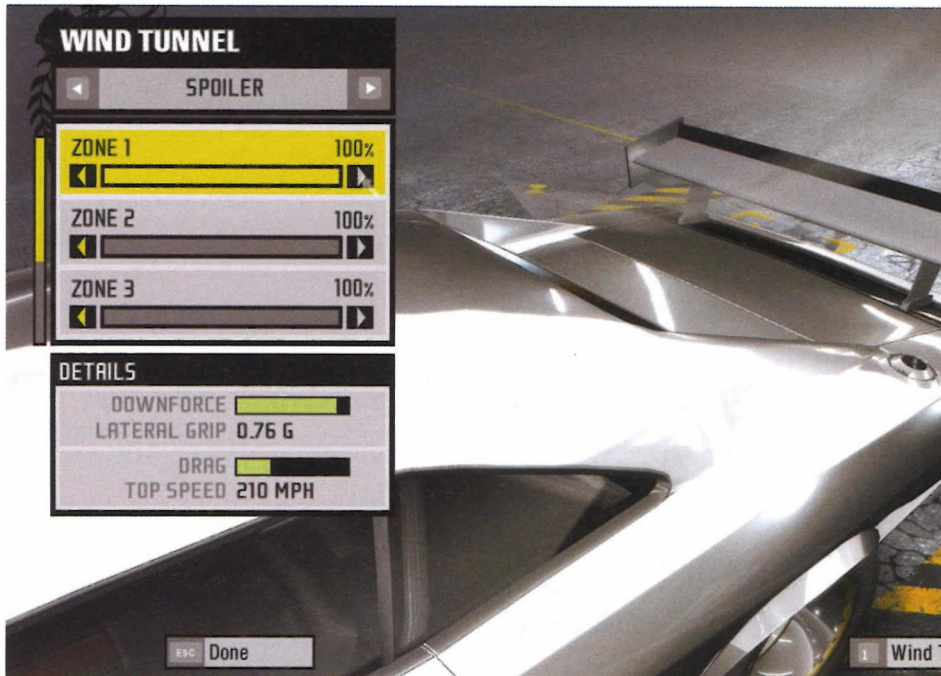 WIND TUNNEL
SPOILER
ZONE 1 100%
ZONE 2 100%
ZONE 3 100%
DETAILS
DOWNFORCE
LATERAL GRIP 0.76 G
DRAG
TOP SPEED 210 MPH
ESC Done
1 Wind T